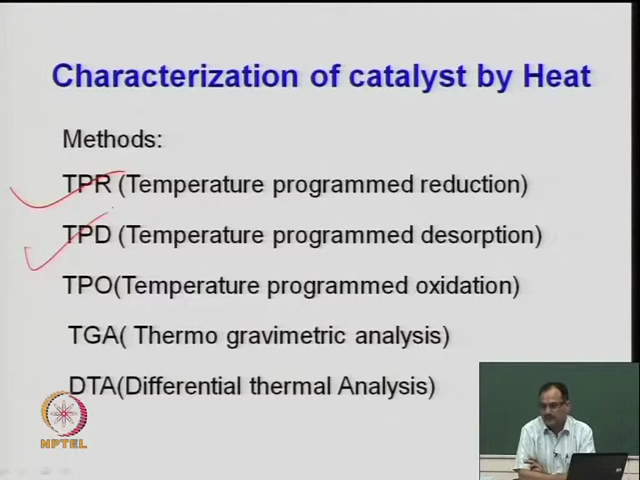 Characterization of catalyst by Heat
Methods:
TPR (Temperature programmed reduction)
TPD (Temperature programmed desorption)
TPO(Temperature programmed oxidation)
TGA( Thermo gravimetric analysis)
DTA(Differential thermal Analysis)
NPTEL